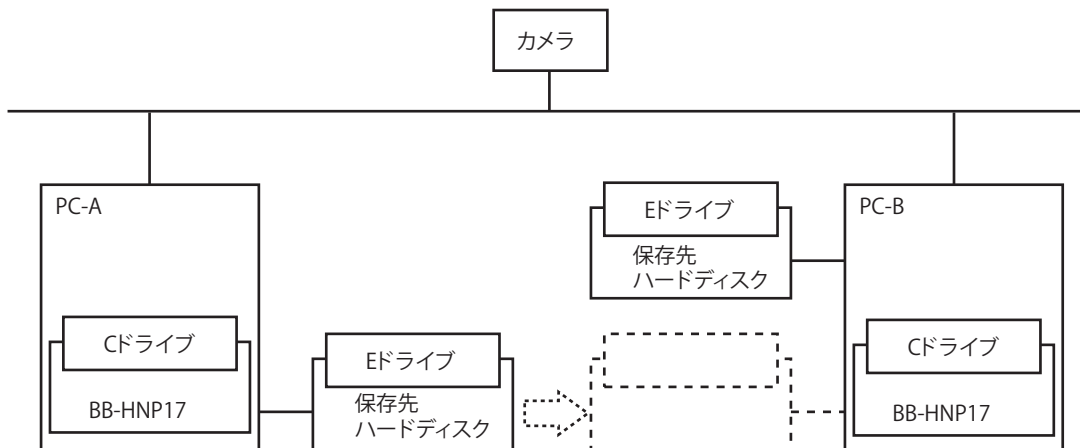 カメラ
PC-A
Eドライブ
PC-B
保存先
ハードディスク
Cドライブ
Eドライブ
Cドライブ
BB-HNP17
保存先
ハードディスク
BB-HNP17